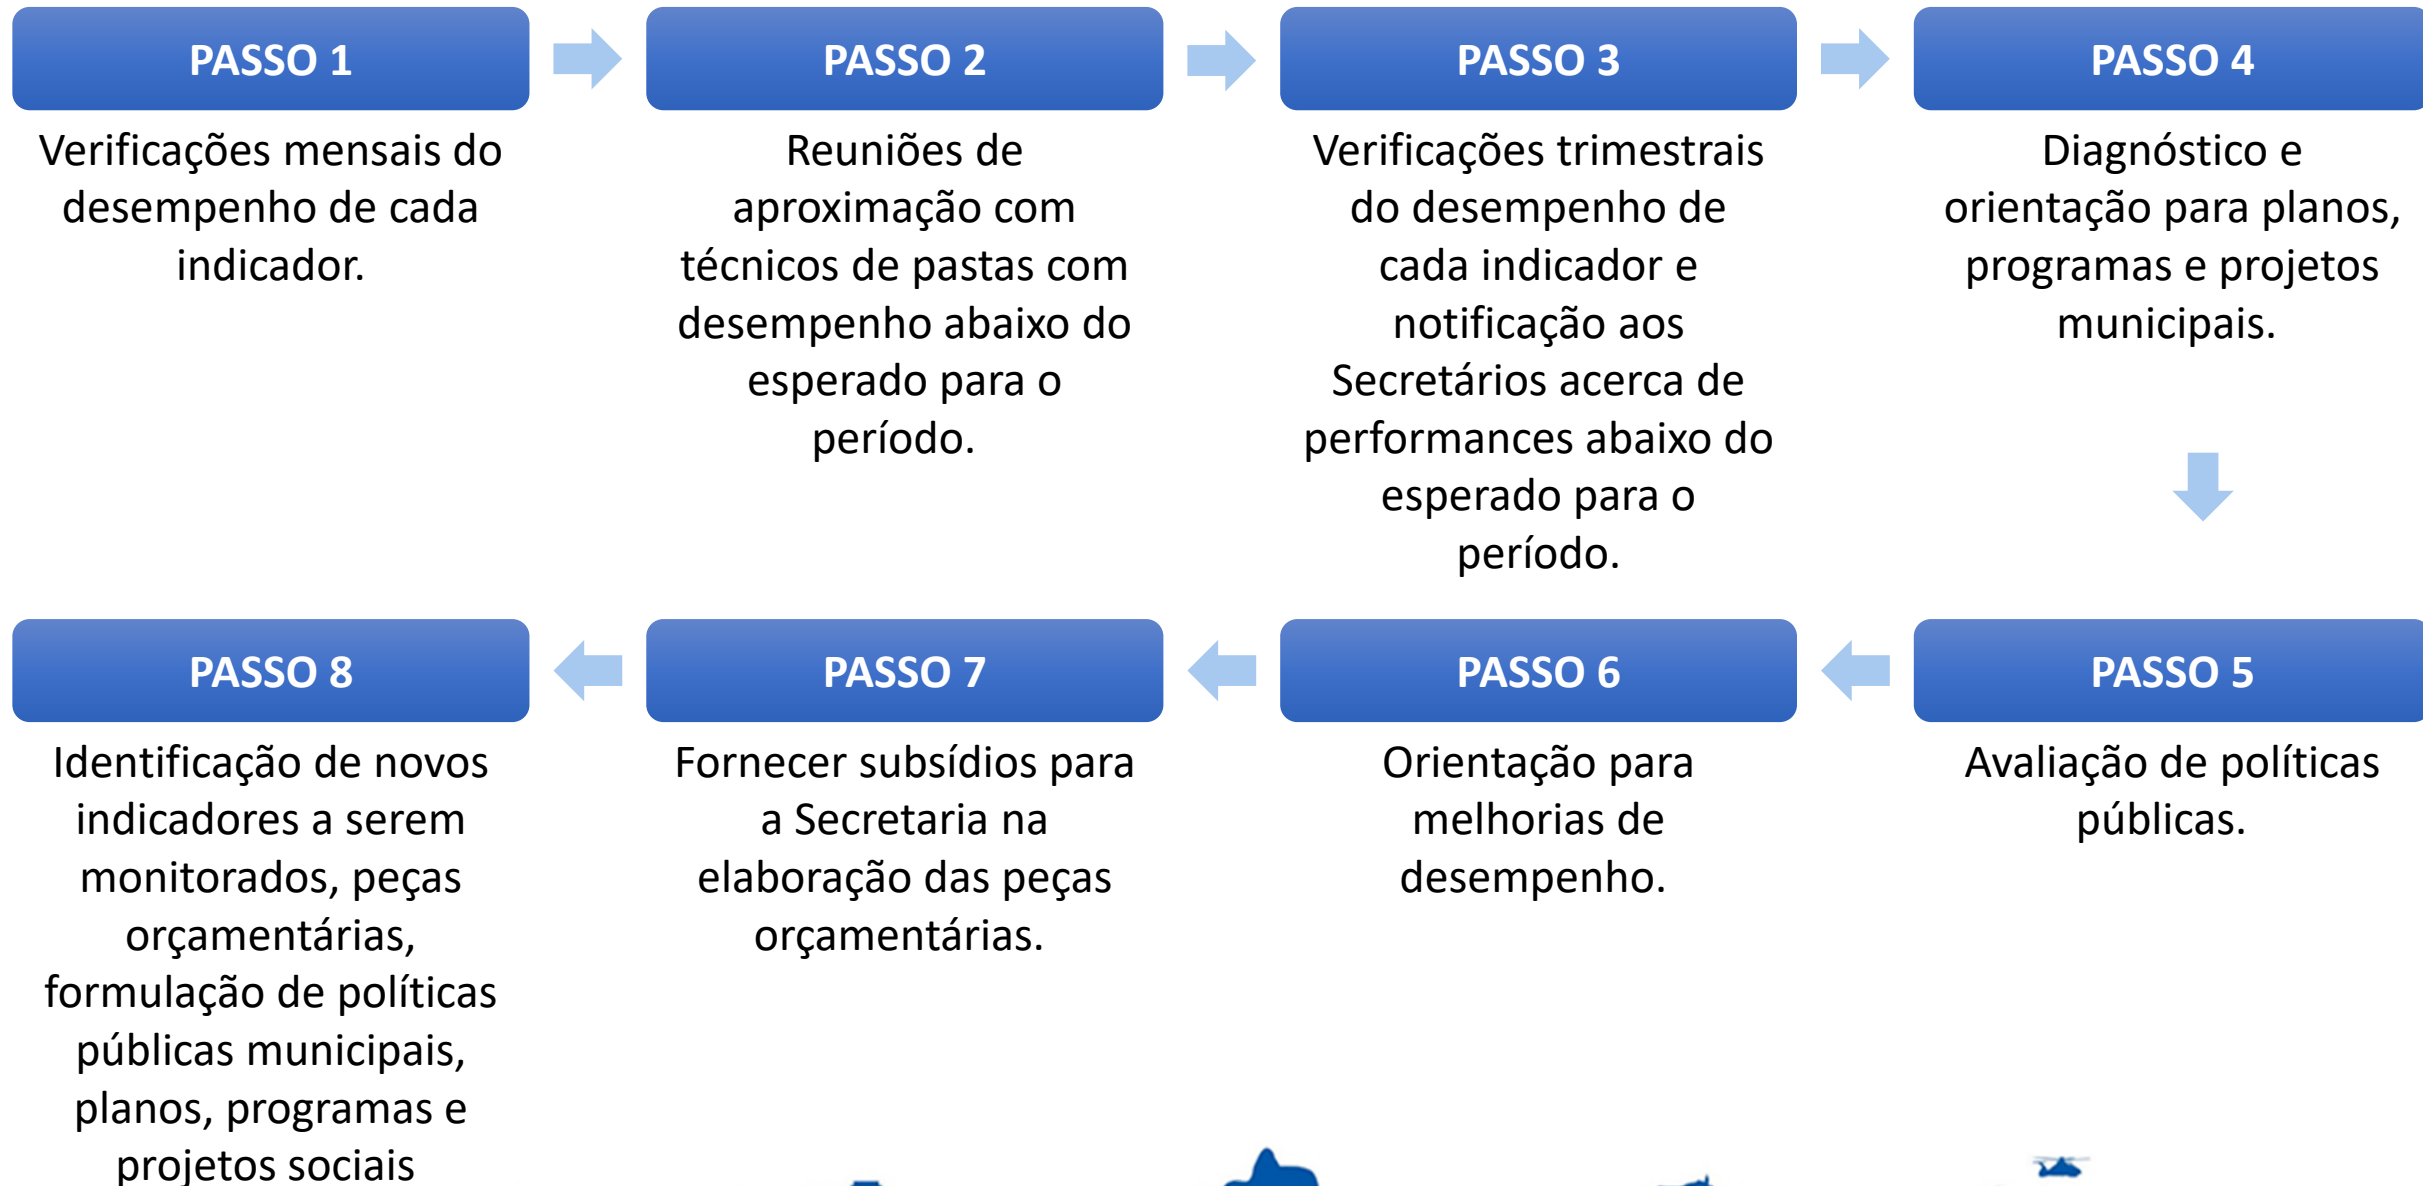 PASSO 1
Verificações mensais do
desempenho de cada
indicador.
PASSO 2
Reuniões de
aproximação com
técnicos de pastas com
desempenho abaixo do
esperado para o
período.
PASSO 3
Verificações trimestrais
do desempenho de
cada indicador e
notificação aos
Secretários acerca de
performances abaixo do
esperado para o
período.
PASSO 4
Diagnóstico e
orientação para planos,
programas e projetos
municipais.
PASSO 5
Avaliação de políticas
públicas.
PASSO 6
Orientação para
melhorias de
desempenho.
PASSO 7
Fornecer subsídios para
a Secretaria na
elaboração das peças
orçamentárias.
PASSO 8
Identificação de novos
indicadores a serem
monitorados, peças
orçamentárias,
formulação de políticas
públicas municipais,
planos, programas e
projetos sociais